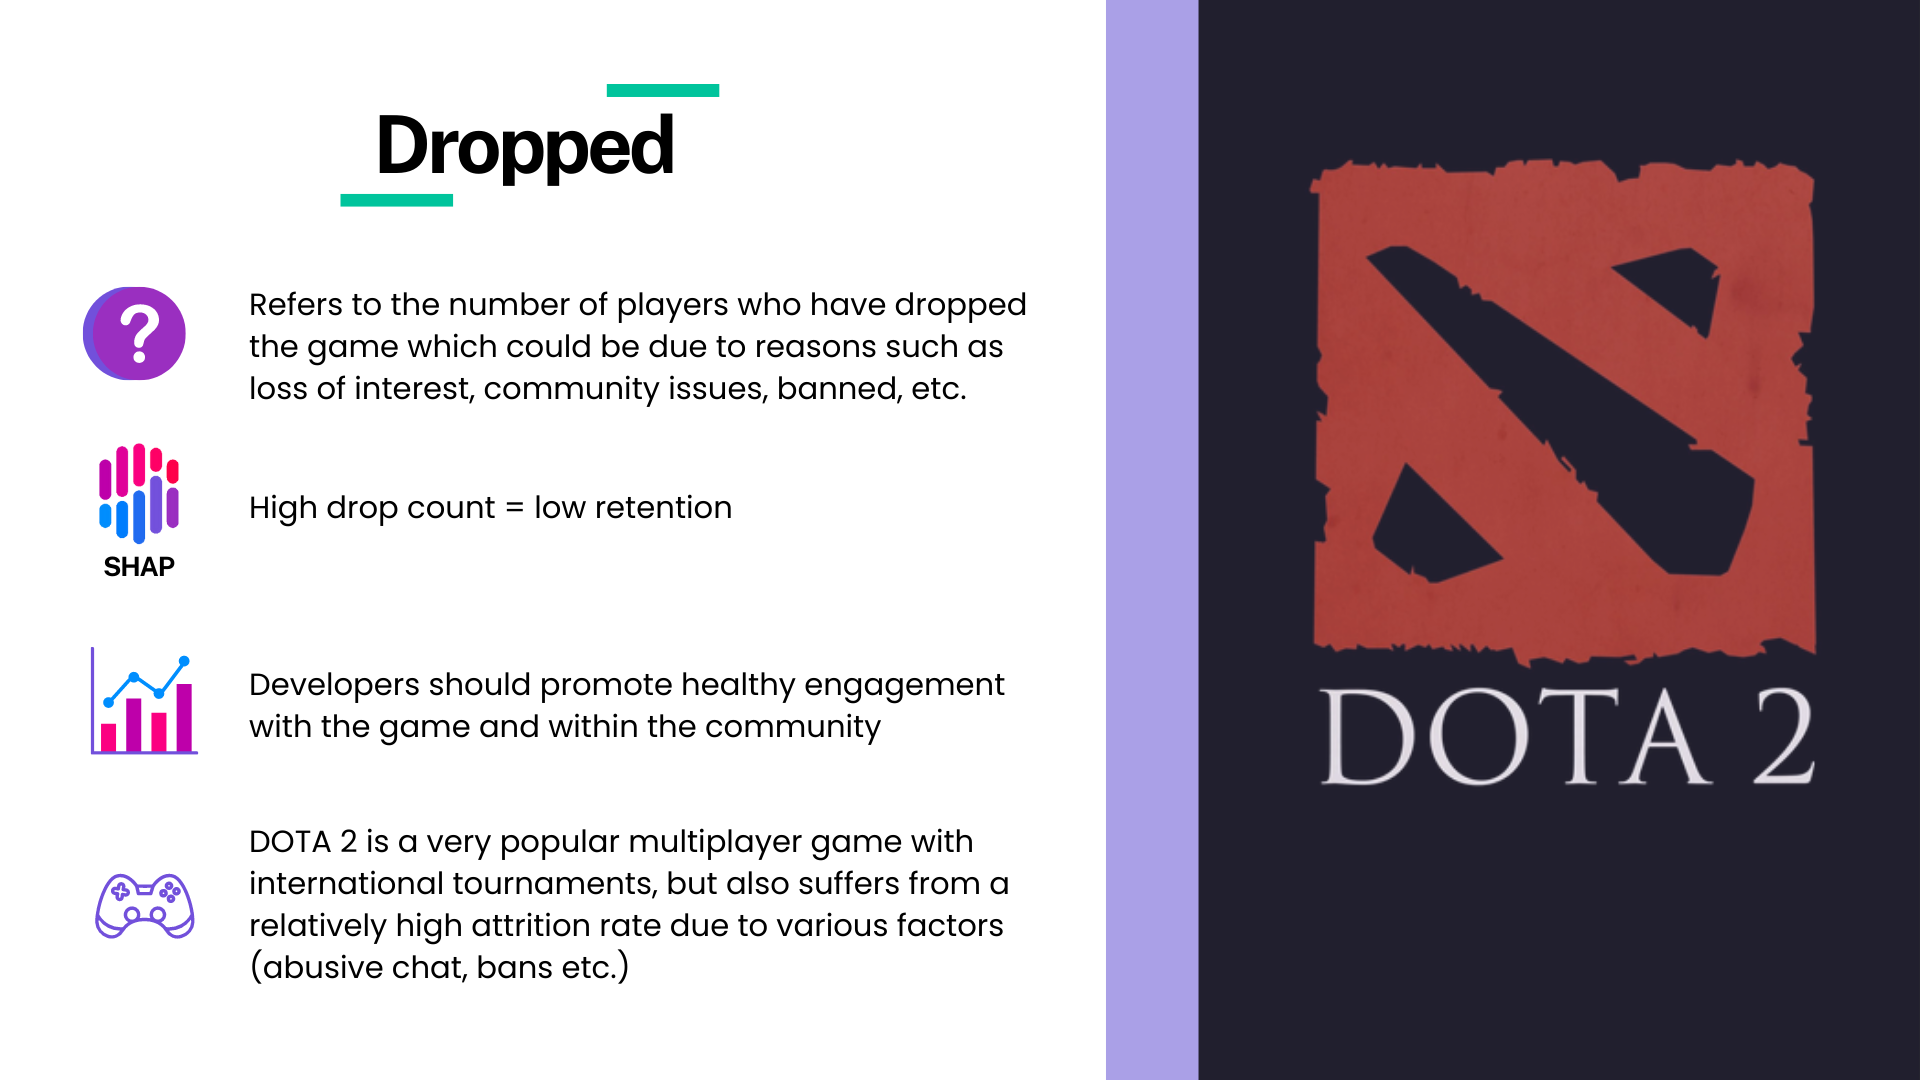 Dropped
Refers to the number of players who have dropped
the game which could be due to reasons such as
loss of interest, community issues, banned, etc.
SHAP
High drop count = low retention
Developers should promote healthy engagement
with the game and within the community
DOTA 2 is a very popular multiplayer game with
international tournaments, but also suffers from a
relatively high attrition rate due to various factors
(abusive chat, bans etc.)
DOTA 2